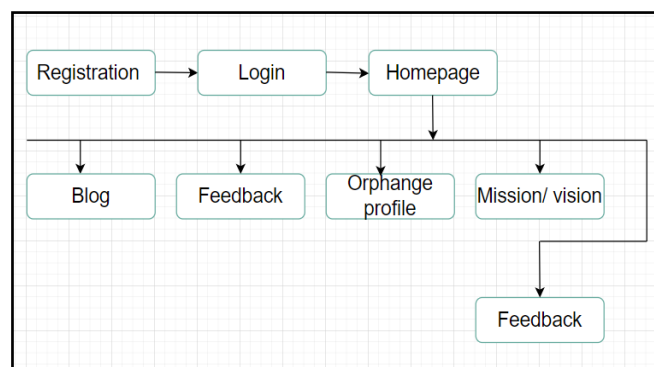 Registration
Login
Homepage
Blog
Feedback
Orphange
profile
Mission/ vision
Feedback